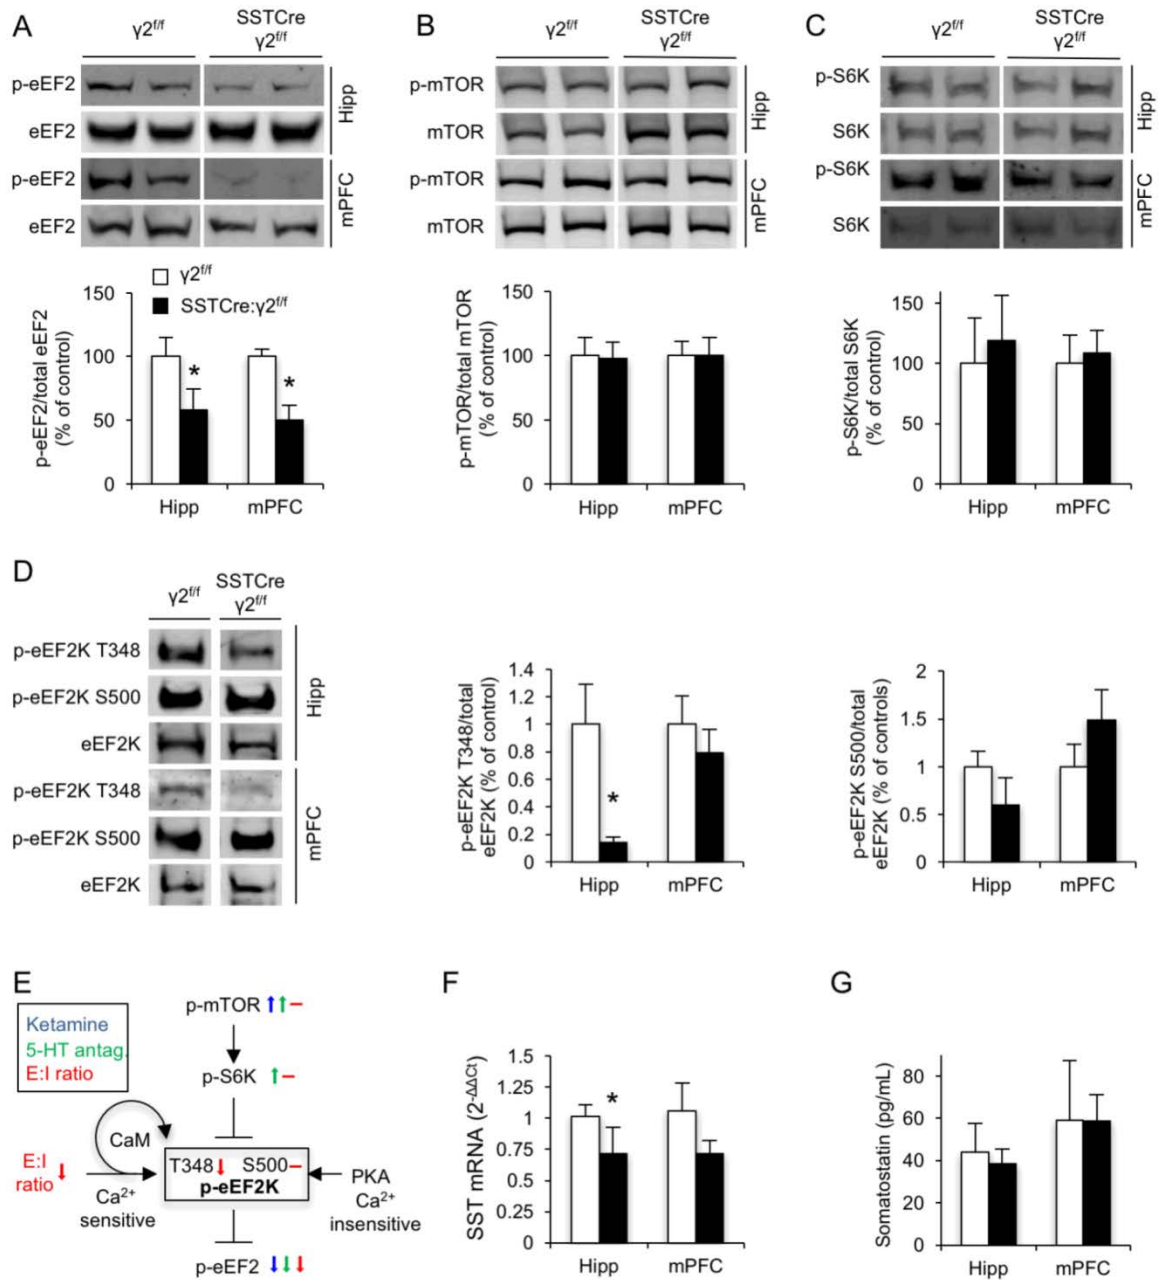 A
γ2f/f
SSTCre
γ2f/f
p-eEF2
eEF2
Hipp
p-eEF2
eEF2
mPFC
γ2f/f
SSTCre:γ2f/f
p-eEF2/total eEF2
(% of control)
150
100
50
0
Hipp
mPFC
B
γ2f/f
SSTCre
γ2f/f
p-mTOR
mTOR
Hipp
p-mTOR
mTOR
mPFC
p-mTOR/total mTOR
(% of control)
150
100
50
0
Hipp
mPFC
C
γ2f/f
SSTCre
γ2f/f
p-S6K
S6K
Hipp
p-S6K
S6K
mPFC
p-S6K/total S6K
(% of control)
150
100
50
0
Hipp
mPFC
*
*
D
γ2f/f
SSTCre
γ2f/f
p-eEF2K T348
p-eEF2K S500
eEF2K
Hipp
p-eEF2K T348
p-eEF2K S500
eEF2K
mPFC
p-eEF2K T348/total
eEF2K (% of control)
1.4
1.2
1
0.8
0.6
0.4
0.2
0
*
Hipp
mPFC
p-eEF2K S500/total
eEF2K (% of controls)
2
1.5
1
0.5
0
Hipp
mPFC
E
Ketamine
5-HT antag.
E:I ratio
p-mTOR
p-S6K
CaM
E:I
ratio
Ca2+
sensitive
T348 S500
p-eEF2K
PKA
Ca2+
insensitive
p-eEF2
F
SST mRNA (2-ΔΔCt)
1.5
1.25
1
0.75
0.5
0.25
0
*
Hipp
mPFC
G
Somatostatin (pg/mL)
80
60
40
20
0
Hipp
mPFC